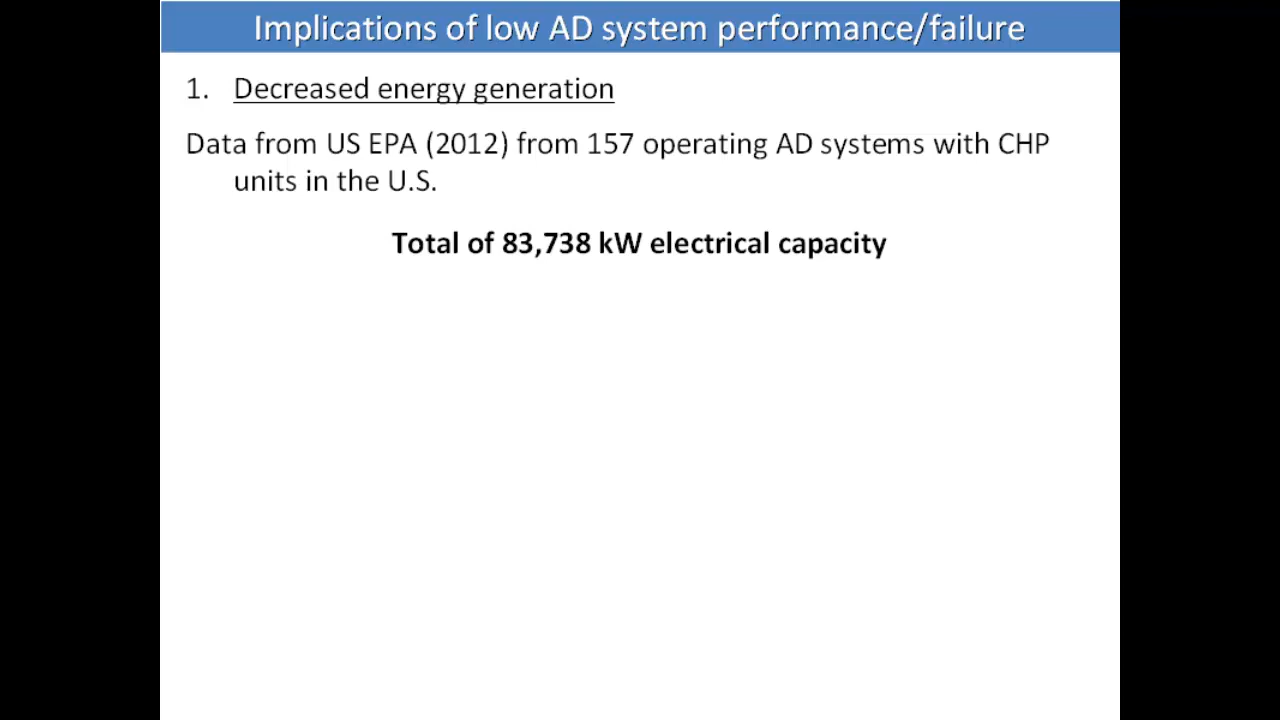 Implications of low AD system performance/failure
1. Decreased energy generation
Data from US EPA (2012) from 157 operating AD systems with CHP
units in the U.S.
Total of 83,738 kW electrical capacity